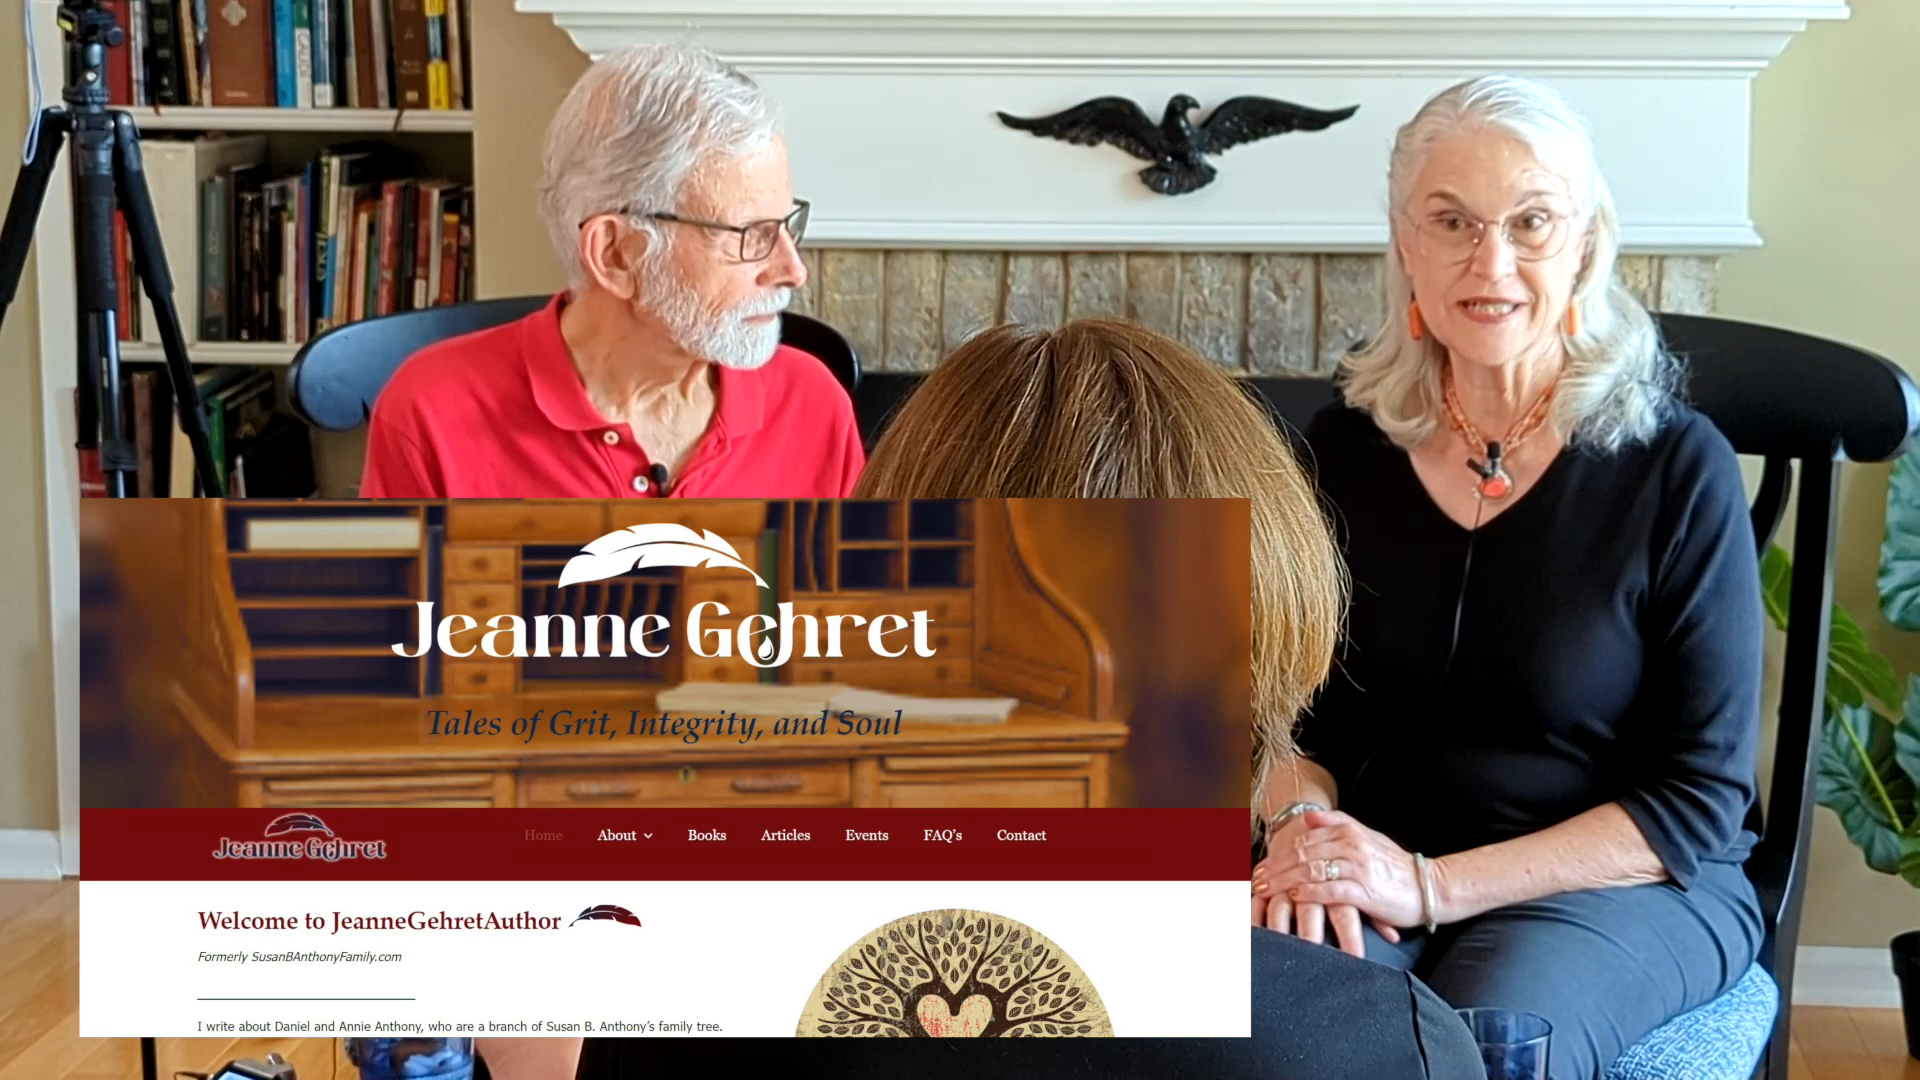 Jeanne Gehret
Tales of Grit, Integrity, and Soul
Jeanne Gehret
Home About Books Articles Events FAQ's Contact
Welcome to JeanneGehretAuthor
Formerly SusanBAnthonyFamily.com
I write about Daniel and Annie Anthony, who are a branch of Susan B. Anthony's family tree.